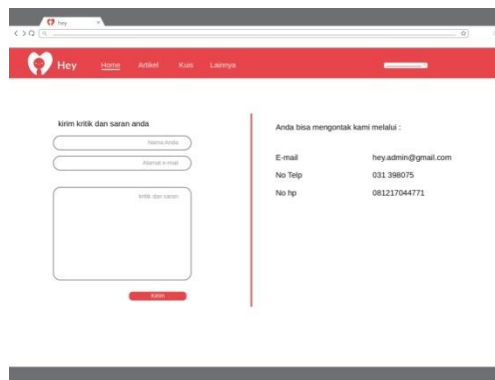 hey
Hey Home Artikel Kuis Lainnya
kirim kritik dan saran anda
Nama Anda
Alamat e-mail
kritik dan saran
Kirim
Anda bisa mengontak kami melalui :
E-mail hey.admin@gmail.com
No Telp 031 398075
No hp 081217044771